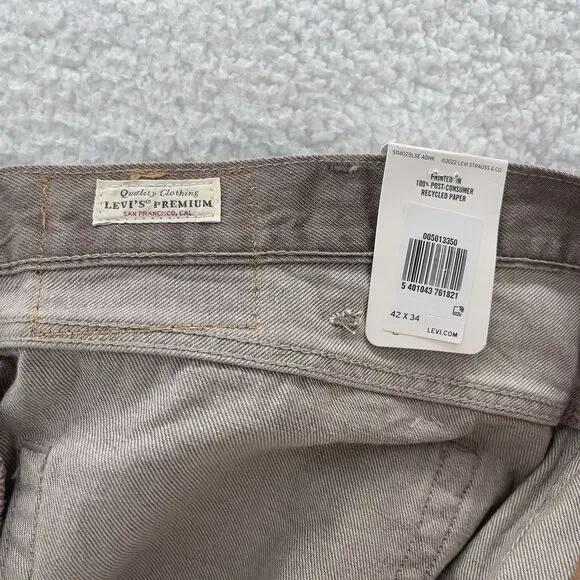 Quality Clothing
LEVI'S® PREMIUM
SAN FRANCISCO, CAL.
©2022 LEVI STRAUSS & CO
PRINTED IN
100% POST-CONSUMER
RECYCLED PAPER
005013350
5 401043 761821
42 X 34
LEVI.COM